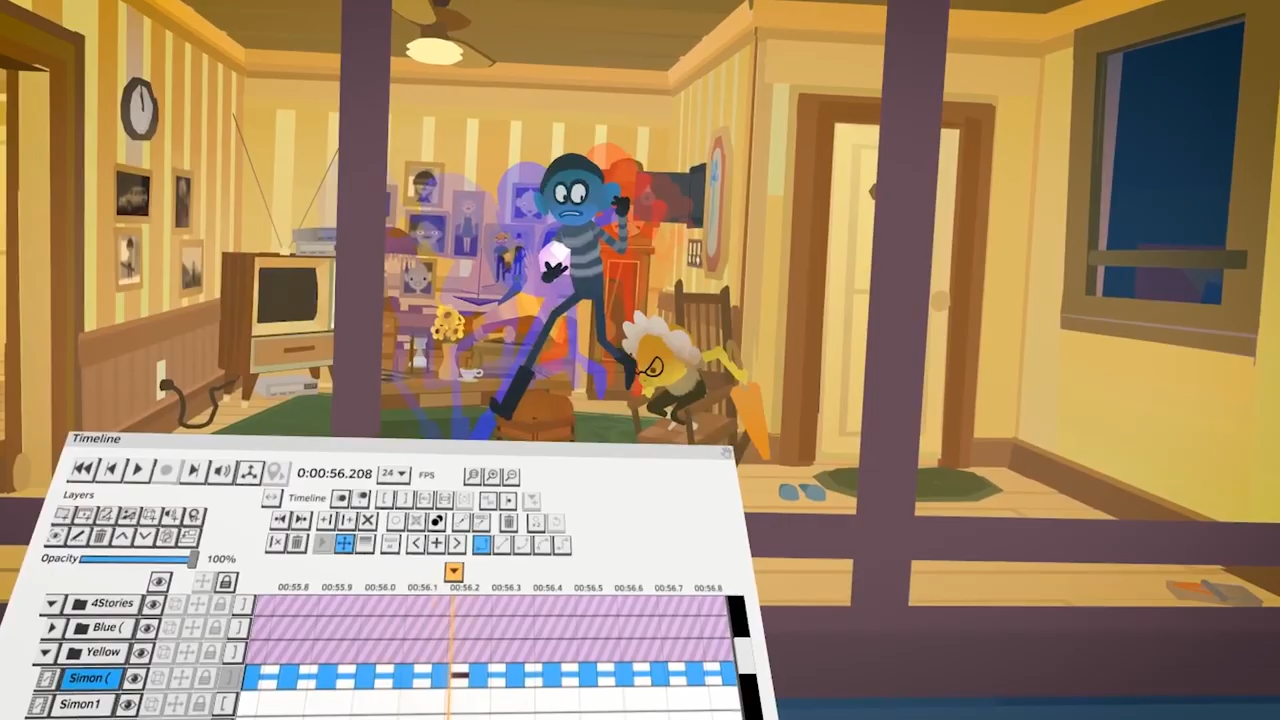 Timeline
0:00:56.208 24 FPS
Layers
Timeline
Opacity 100%
00:55.8 00:55.9 00:56.0 00:56.1 00:56.2 00:56.3 00:56.4 00:56.5 00:56.6 00:56.7 00:56.8
4Stories
Blue (
Yellow
Simon (
Simon1